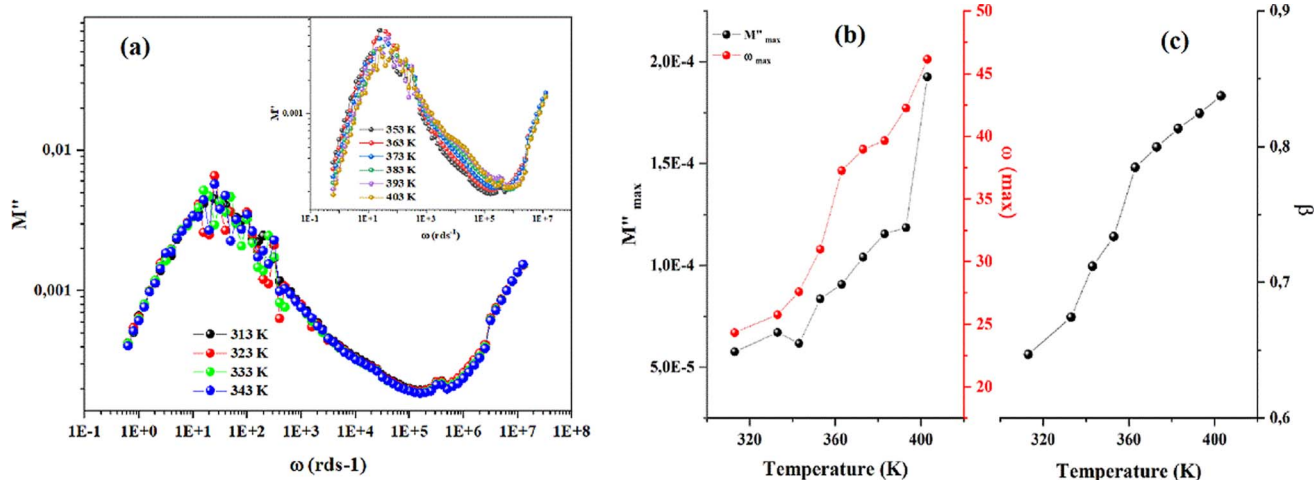 (a)
M"
0,01
0,001
1E-1 1E+0 1E+1 1E+2 1E+3 1E+4 1E+5 1E+6 1E+7 1E+8
ω (rds-1)
313 K
323 K
333 K
343 K
M"
0,001
353 K
363 K
373 K
383 K
393 K
403 K
1E-1 1E+1 1E+3 1E+5 1E+7
ω (rds⁻¹)
(b)
M"max
ωmax
M"max
2,0E-4
1,5E-4
1,0E-4
5,0E-5
320 360 400
Temperature (K)
50
45
40
35
30
25
20
ω (max)
(c)
0,9
0,8
0,7
0,6
β
320 360 400
Temperature (K)